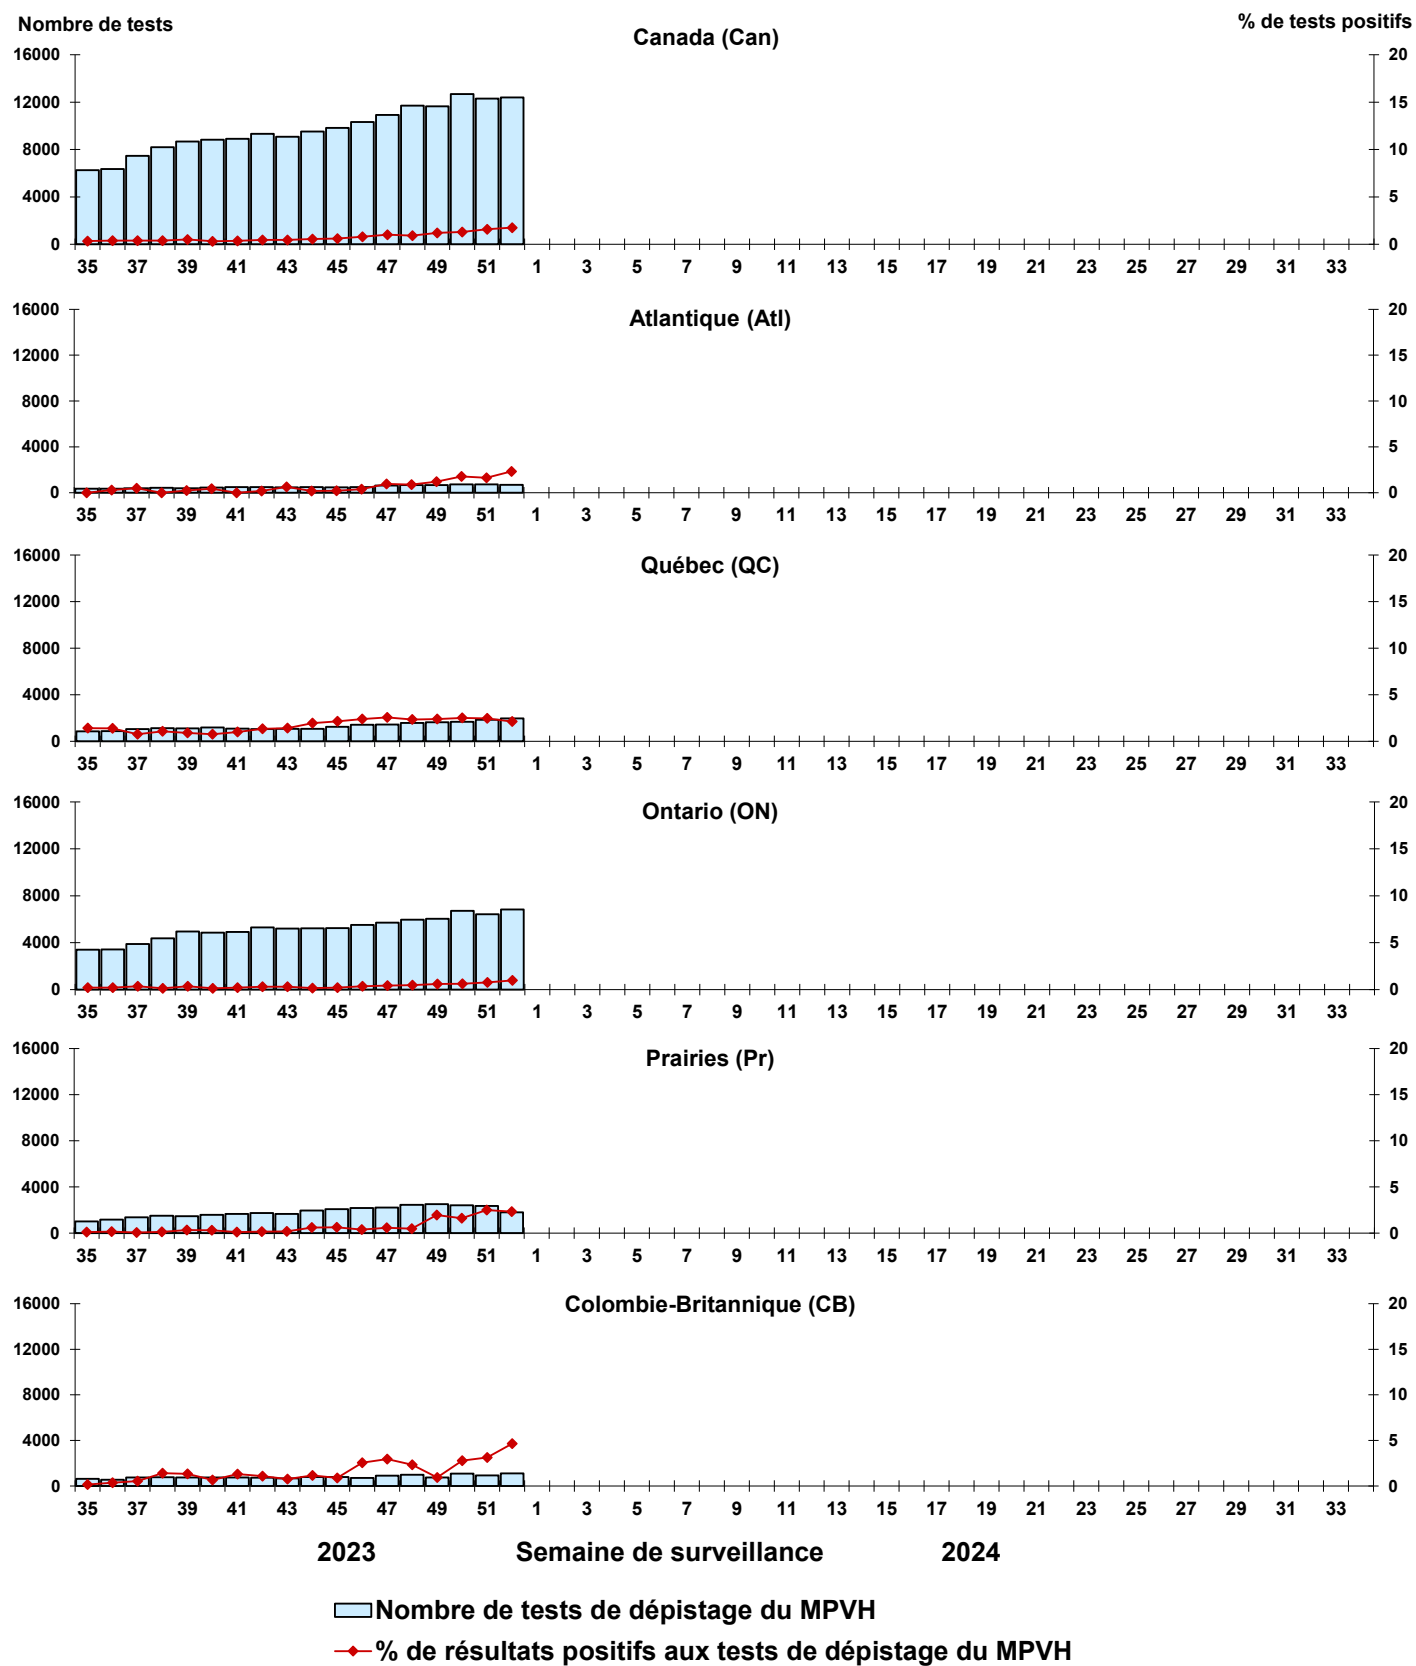 Nombre de tests
% de tests positifs
Canada (Can)
16000 20
12000 15
8000 10
4000 5
0 0
35 37 39 41 43 45 47 49 51 1 3 5 7 9 11 13 15 17 19 21 23 25 27 29 31 33
Atlantique (Atl)
16000 20
12000 15
8000 10
4000 5
0 0
35 37 39 41 43 45 47 49 51 1 3 5 7 9 11 13 15 17 19 21 23 25 27 29 31 33
Québec (QC)
16000 20
12000 15
8000 10
4000 5
0 0
35 37 39 41 43 45 47 49 51 1 3 5 7 9 11 13 15 17 19 21 23 25 27 29 31 33
Ontario (ON)
16000 20
12000 15
8000 10
4000 5
0 0
35 37 39 41 43 45 47 49 51 1 3 5 7 9 11 13 15 17 19 21 23 25 27 29 31 33
Prairies (Pr)
16000 20
12000 15
8000 10
4000 5
0 0
35 37 39 41 43 45 47 49 51 1 3 5 7 9 11 13 15 17 19 21 23 25 27 29 31 33
Colombie-Britannique (CB)
16000 20
12000 15
8000 10
4000 5
0 0
35 37 39 41 43 45 47 49 51 1 3 5 7 9 11 13 15 17 19 21 23 25 27 29 31 33
2023 Semaine de surveillance 2024
Nombre de tests de dépistage du MPVH
% de résultats positifs aux tests de dépistage du MPVH